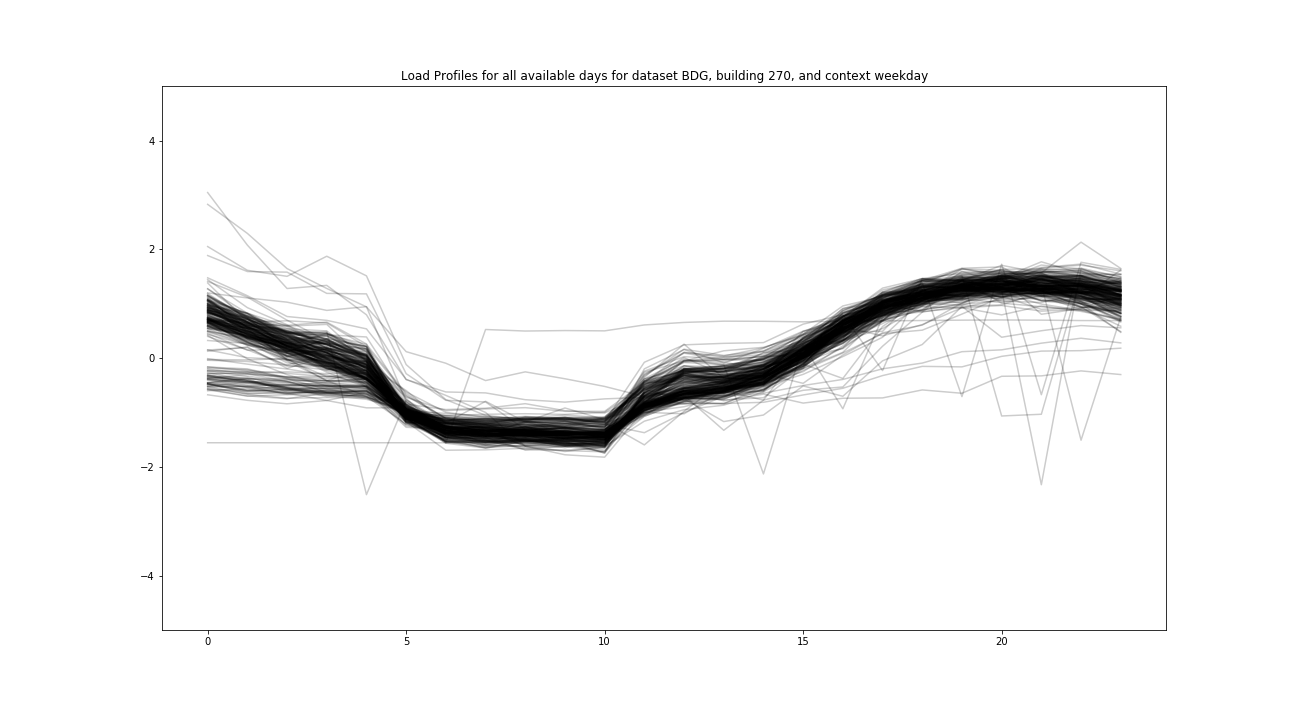 Load Profiles for all available days for dataset BDG, building 270, and context weekday
4
2
0
−2
−4
0 5 10 15 20